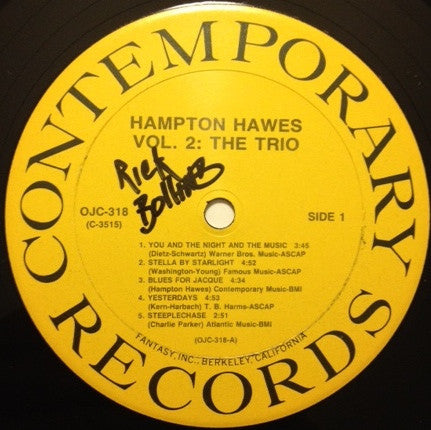 CONTEMPORARY RECORDS
HAMPTON HAWES
VOL. 2: THE TRIO
Rick
OJC-318
(C-3515)
SIDE 1
1. YOU AND THE NIGHT AND THE MUSIC 3:45
(Dietz-Schwartz) Warner Bros. Music-ASCAP
2. STELLA BY STARLIGHT 4:52
(Washington-Young) Famous Music-ASCAP
3. BLUES FOR JACQUE 4:34
(Hampton Hawes) Contemporary Music-BMI
4. YESTERDAYS 4:53
(Kern-Harbach) T. B. Harms-ASCAP
5. STEEPLECHASE 2:51
(Charlie Parker) Atlantic Music-BMI
(OJC-318-A)
FANTASY, INC., BERKELEY, CALIFORNIA